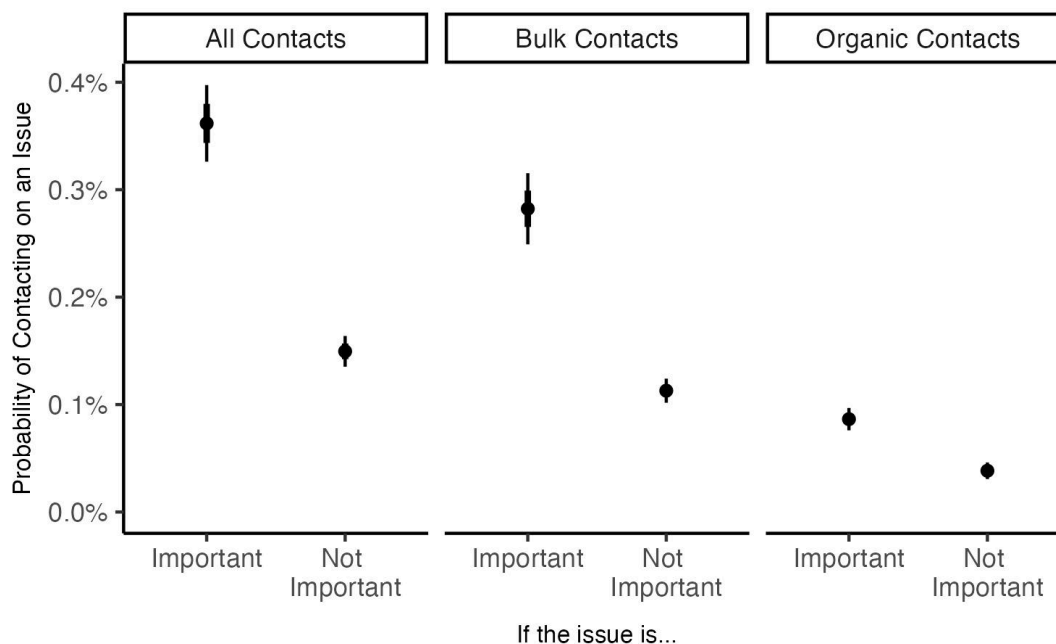 All Contacts
Bulk Contacts
Organic Contacts
Probability of Contacting on an Issue
0.4%
0.3%
0.2%
0.1%
0.0%
Important
Not
Important
Important
Not
Important
Important
Not
Important
If the issue is...